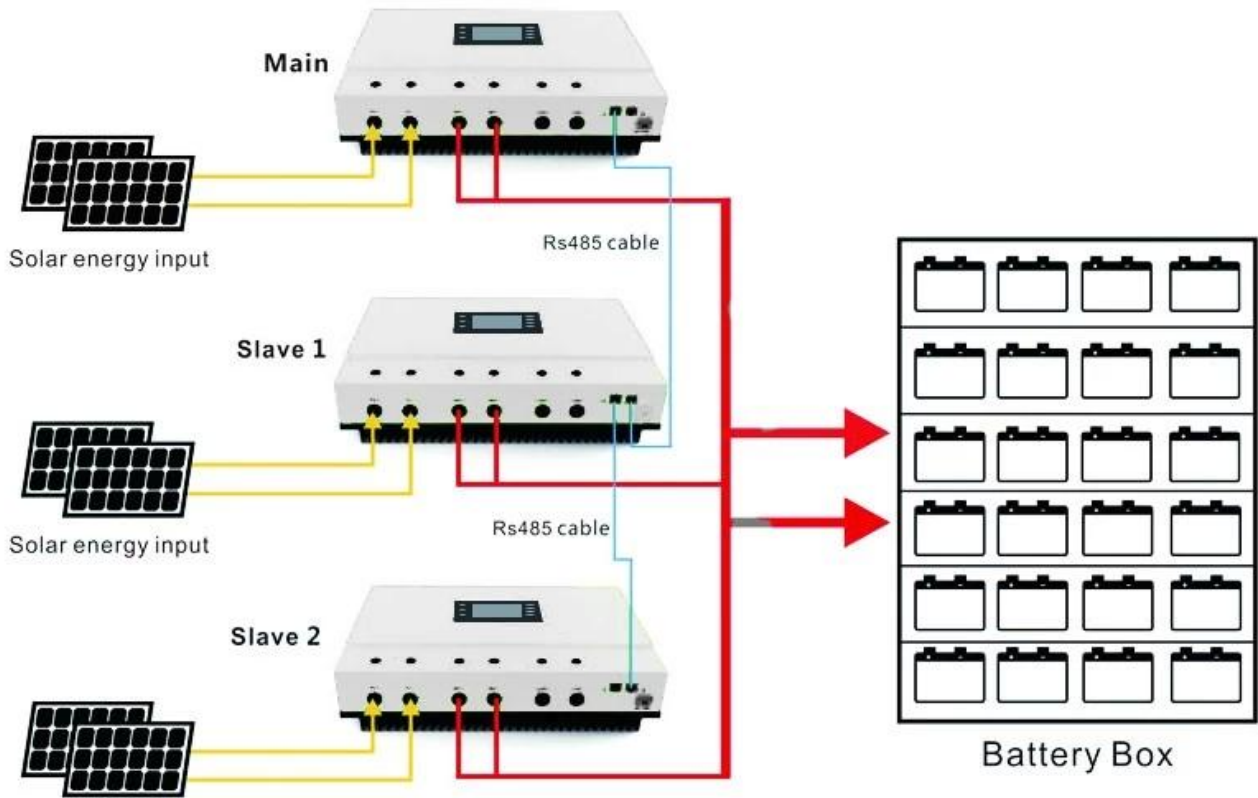 Main
Solar energy input
Rs485 cable
Slave 1
Solar energy input
Rs485 cable
Slave 2
Battery Box